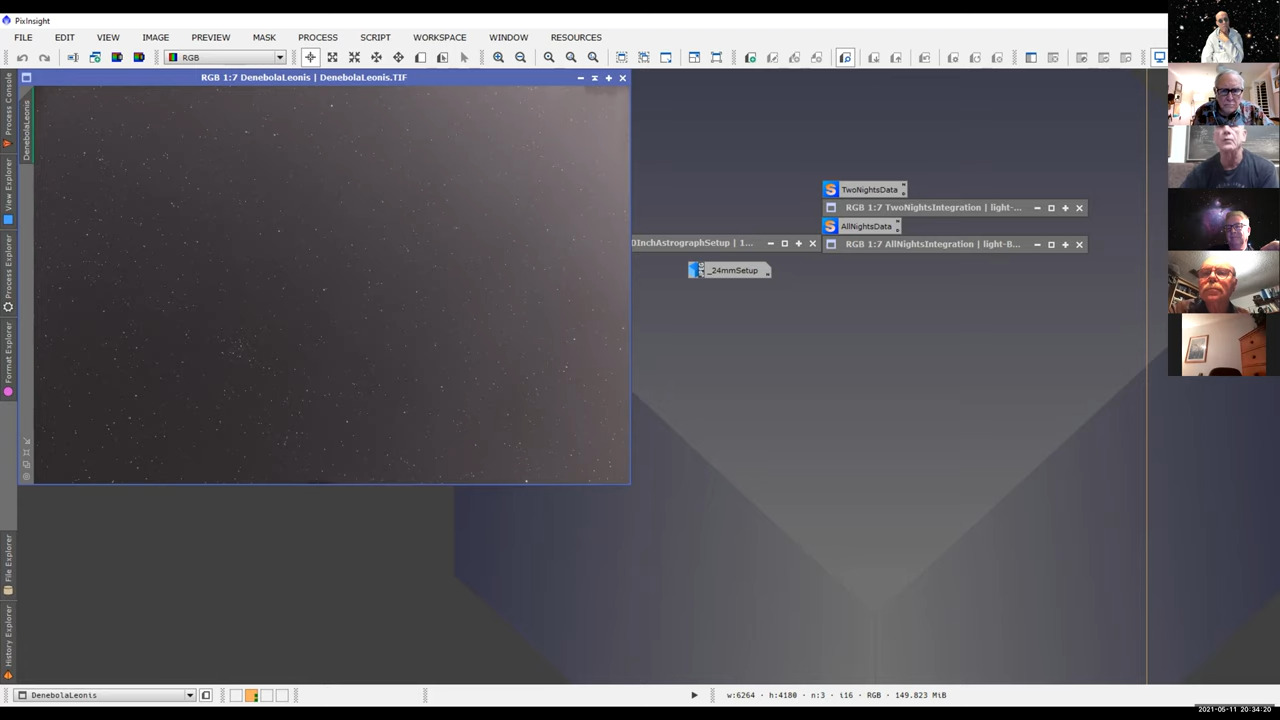 PixInsight
FILE EDIT VIEW IMAGE PREVIEW MASK PROCESS SCRIPT WORKSPACE WINDOW RESOURCES
RGB
RGB 1:7 DenebolaLeonis | DenebolaLeonis.TIF
DenebolaLeonis
Process Console
View Explorer
Process Explorer
Format Explorer
File Explorer
History Explorer
TwoNightsData
RGB 1:7 TwoNightsIntegration | light-...
AllNightsData
0InchAstrographSetup | 1...
RGB 1:7 AllNightsIntegration | light-B...
_24mmSetup
DenebolaLeonis
w:6264 · h:4180 · n:3 · i16 · RGB · 149.823 MiB
2021-05-11 20:34:20